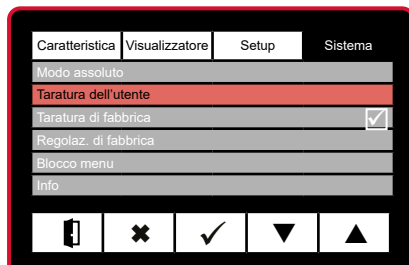 Caratteristica Visualizzatore Setup Sistema
Modo assoluto
Taratura dell'utente
Taratura di fabbrica
Regolaz. di fabbrica
Blocco menu
Info